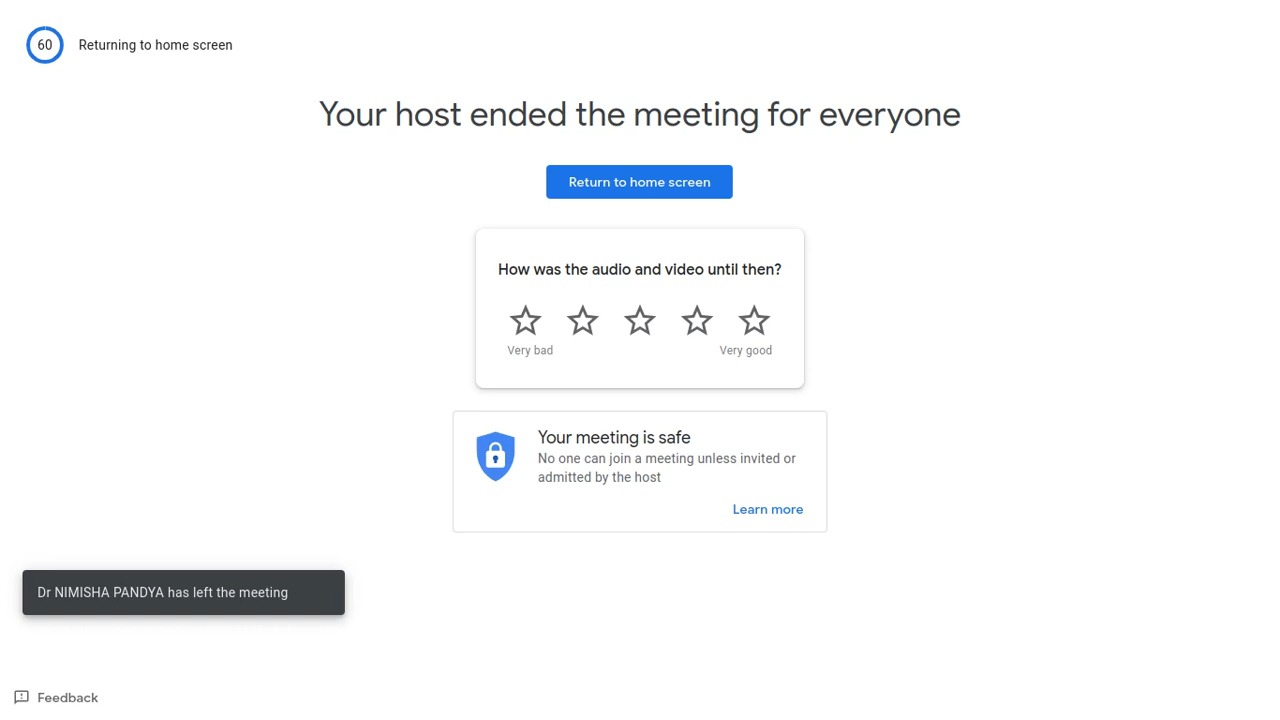 60
Returning to home screen
Your host ended the meeting for everyone
Return to home screen
How was the audio and video until then?
Very bad
Very good
Your meeting is safe
No one can join a meeting unless invited or
admitted by the host
Learn more
Dr NIMISHA PANDYA has left the meeting
Feedback